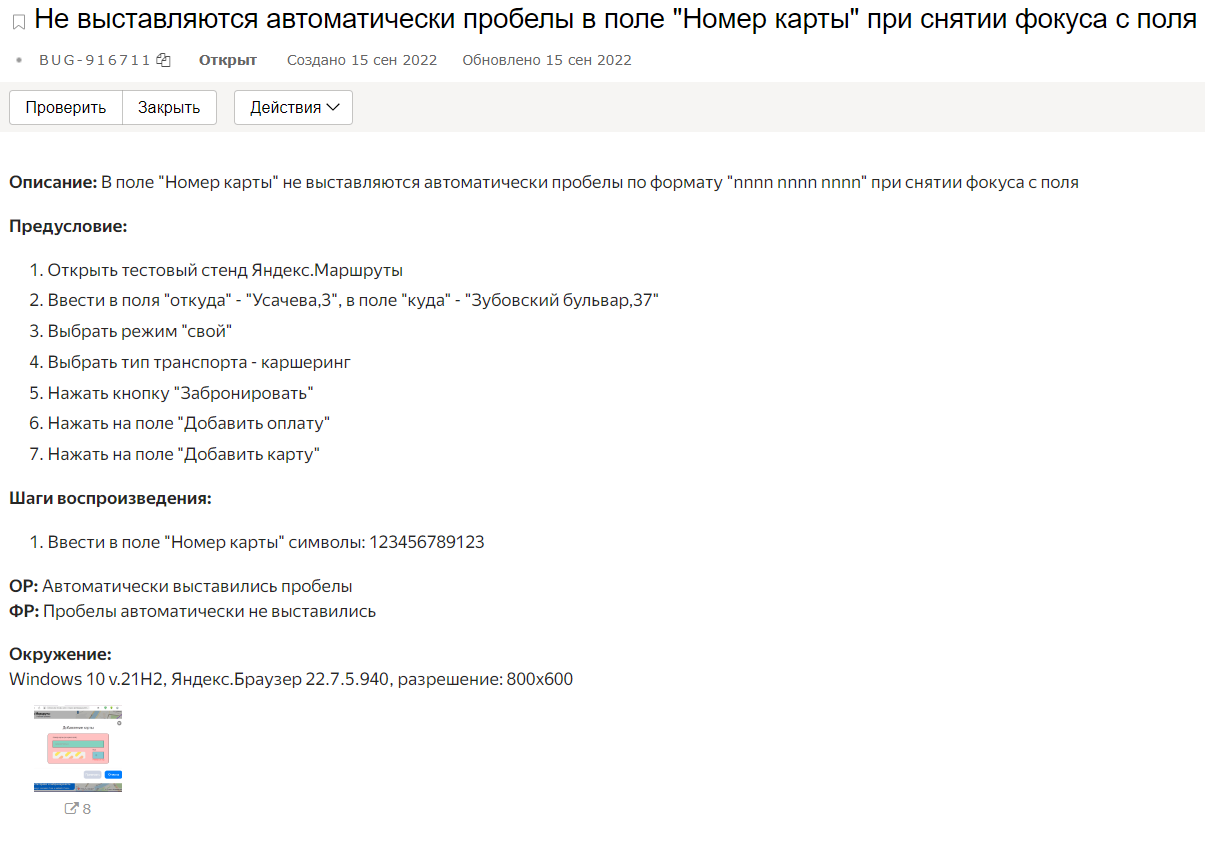 Не выставляются автоматически пробелы в поле "Номер карты" при снятии фокуса с поля
BUG-916711 Открыт Создано 15 сен 2022 Обновлено 15 сен 2022
Проверить Закрыть Действия
Описание: В поле "Номер карты" не выставляются автоматически пробелы по формату "nnnn nnnn nnnn" при снятии фокуса с поля
Предусловие:
1. Открыть тестовый стенд Яндекс.Маршруты
2. Ввести в поля "откуда" - "Усачева,3", в поле "куда" - "Зубовский бульвар,37"
3. Выбрать режим "свой"
4. Выбрать тип транспорта - каршеринг
5. Нажать кнопку "Забронировать"
6. Нажать на поле "Добавить оплату"
7. Нажать на поле "Добавить карту"
Шаги воспроизведения:
1. Ввести в поле "Номер карты" символы: 123456789123
ОР: Автоматически выставились пробелы
ФР: Пробелы автоматически не выставились
Окружение:
Windows 10 v.21H2, Яндекс.Браузер 22.7.5.940, разрешение: 800x600
8